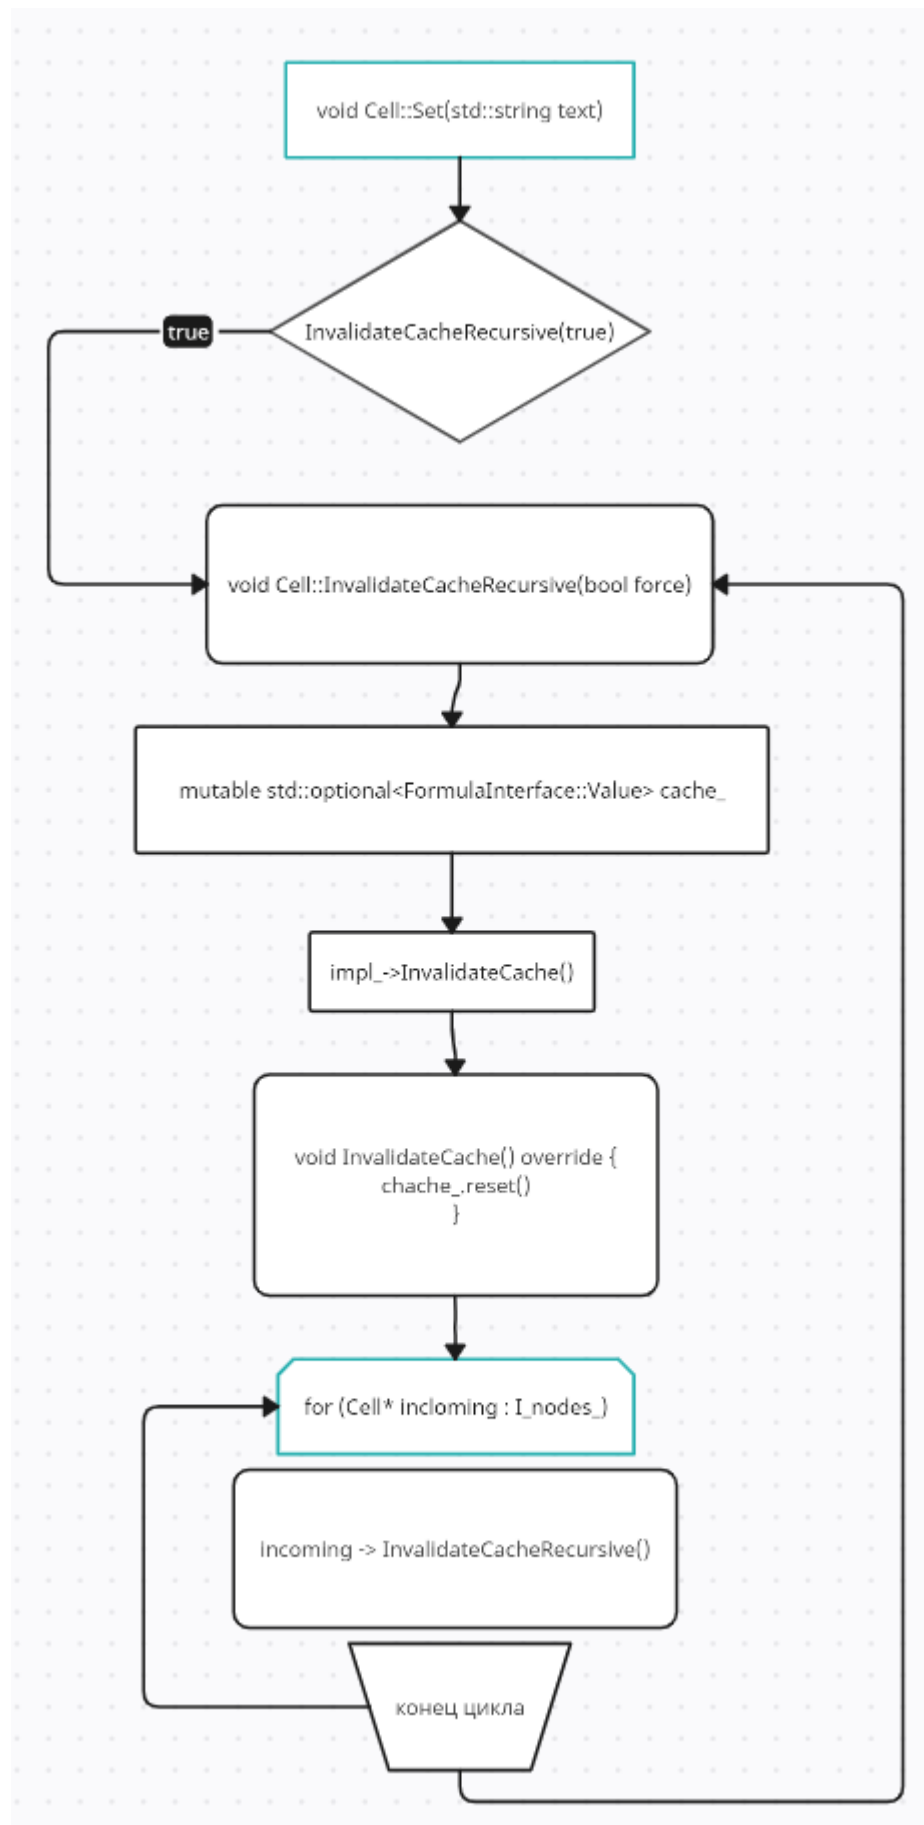 void Cell::Set(std::string text)
true
InvalidateCacheRecursive(true)
void Cell::InvalidateCacheRecursive(bool force)
mutable std::optional<FormulaInterface::Value> cache_
impl_->InvalidateCache()
void InvalidateCache() override {
chache_.reset()
}
for (Cell* incloming : I_nodes_)
incoming -> InvalidateCacheRecursive()
конец цикла